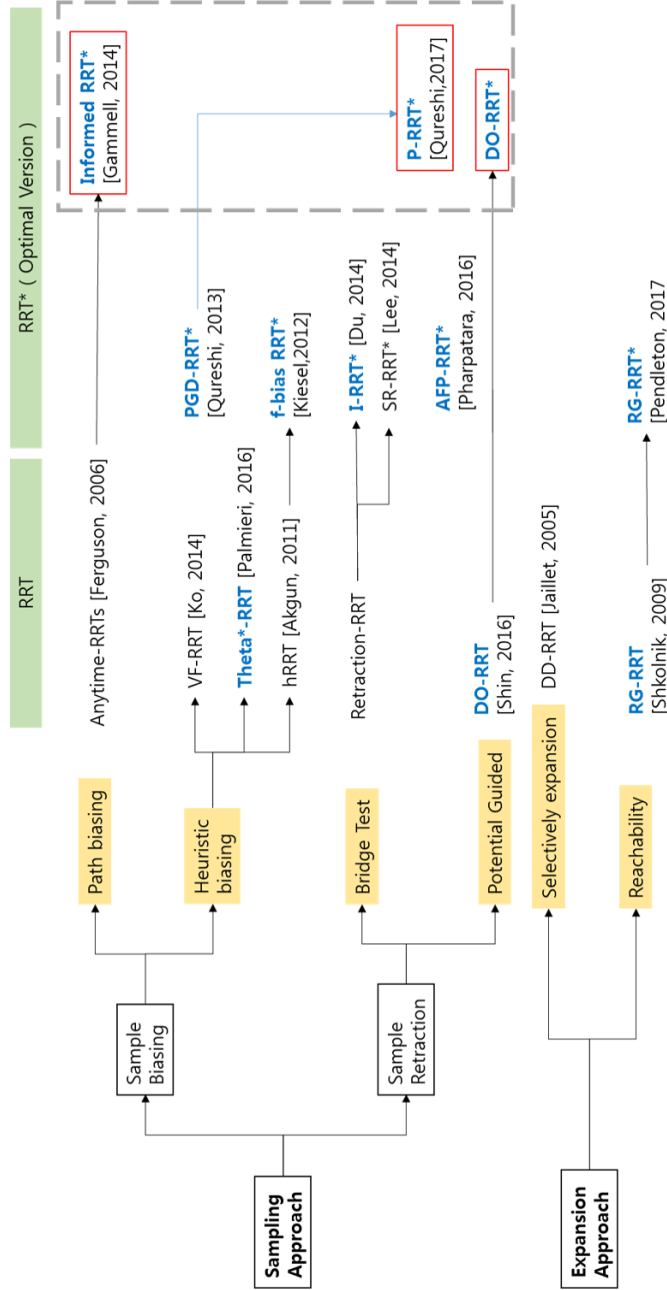 RRT
RRT* ( Optimal Version )
Sampling
Approach
Sample
Biasing
Path biasing
Anytime-RRTs [Ferguson, 2006]
Informed RRT*
[Gammell, 2014]
Heuristic
biasing
VF-RRT [Ko, 2014]
Theta*-RRT [Palmieri, 2016]
hRRT [Akgun, 2011]
PGD-RRT*
[Qureshi, 2013]
f-bias RRT*
[Kiesel,2012]
Sample
Retraction
Bridge Test
Retraction-RRT
I-RRT* [Du, 2014]
SR-RRT* [Lee, 2014]
P-RRT*
[Qureshi,2017]
Potential Guided
DO-RRT
[Shin, 2016]
AFP-RRT*
[Pharpatara, 2016]
DO-RRT*
Expansion
Approach
Selectively expansion
DD-RRT [Jaillet, 2005]
Reachability
RG-RRT
[Shkolnik, 2009]
RG-RRT*
[Pendleton, 2017